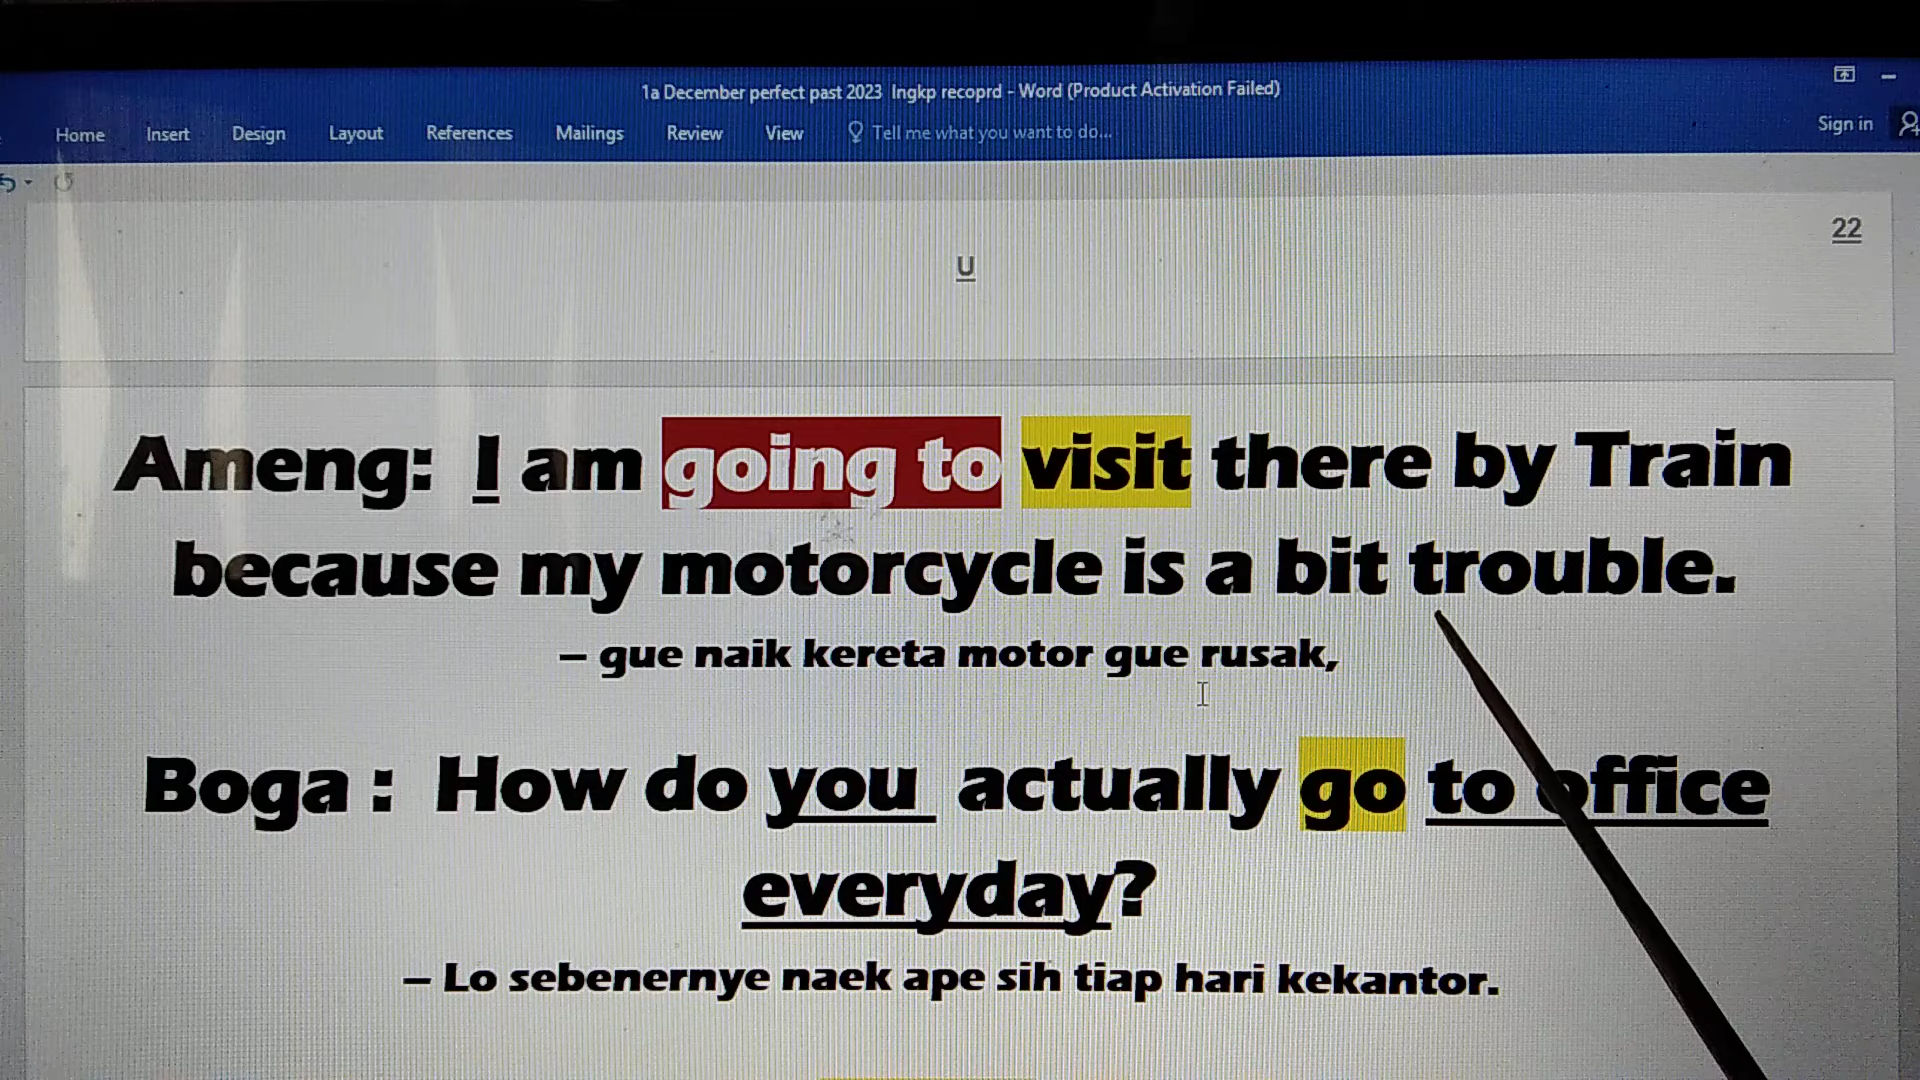 1a December perfect past 2023 Ingkp recoprd - Word (Product Activation Failed)
Home Insert Design Layout References Mailings Review View Tell me what you want to do... Sign in
22
U
Ameng: I am going to visit there by Train
because my motorcycle is a bit trouble.
– gue naik kereta motor gue rusak,
Boga : How do you actually go to office
everyday?
– Lo sebenernye naek ape sih tiap hari kekantor.